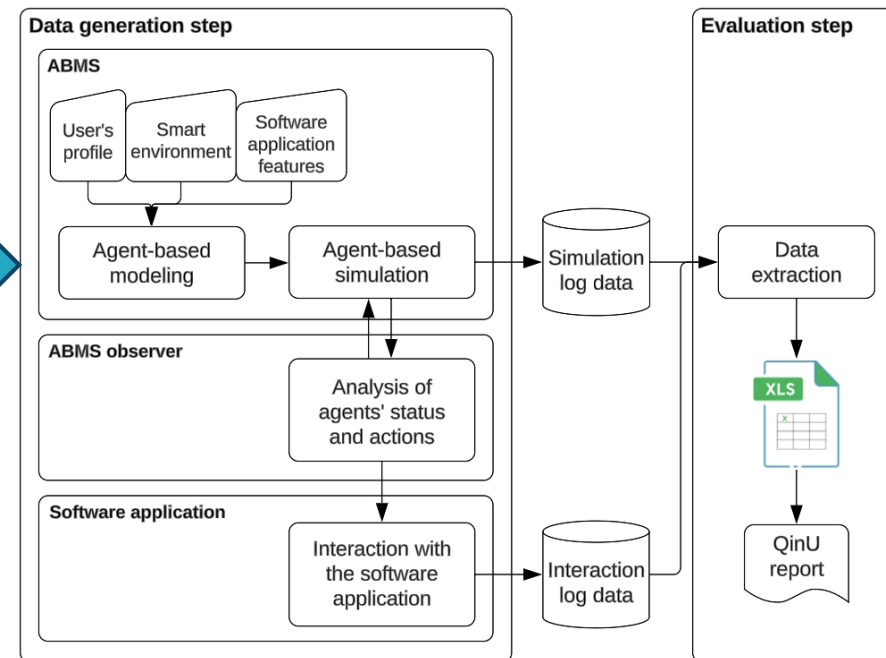 Data generation step
ABMS
User's
profile
Smart
environment
Software
application
features
Agent-based
modeling
Agent-based
simulation
ABMS observer
Analysis of
agents' status
and actions
Software application
Interaction with
the software
application
Simulation
log data
Interaction
log data
Evaluation step
Data
extraction
XLS
X
QinU
report